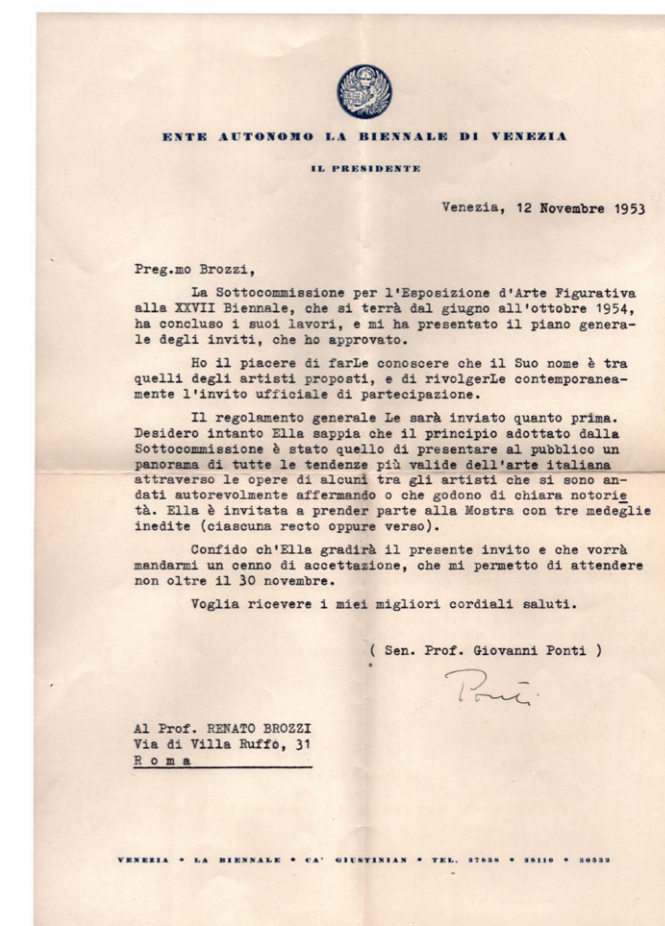 ENTE AUTONOMO LA BIENNALE DI VENEZIA
IL PRESIDENTE
Venezia, 12 Novembre 1953
Preg.mo Brozzi,
La Sottocommissione per l'Esposizione d'Arte Figurativa
alla XXVII Biennale, che si terrà dal giugno all'ottobre 1954,
ha concluso i suoi lavori, e mi ha presentato il piano genera-
le degli inviti, che ho approvato.
Ho il piacere di farLe conoscere che il Suo nome è tra
quelli degli artisti proposti, e di rivolgerLe contemporanea-
mente l'invito ufficiale di partecipazione.
Il regolamento generale Le sarà inviato quanto prima.
Desidero intanto Ella sappia che il principio adottato dalla
Sottocommissione è stato quello di presentare al pubblico un
panorama di tutte le tendenze più valide dell'arte italiana
attraverso le opere di alcuni tra gli artisti che si sono an-
dati autorevolmente affermando o che godono di chiara notorie
tà. Ella è invitata a prender parte alla Mostra con tre medeglie
inedite (ciascuna recto oppure verso).
Confido ch'Ella gradirà il presente invito e che vorrà
mandarmi un cenno di accettazione, che mi permetto di attendere
non oltre il 30 novembre.
Voglia ricevere i miei migliori cordiali saluti.
( Sen. Prof. Giovanni Ponti )
Ponti
Al Prof. RENATO BROZZI
Via di Villa Ruffo, 31
R o m a
VENEZIA * LA BIENNALE * CA' GIUSTINIAN * TEL. 27858 * 28110 * 30532